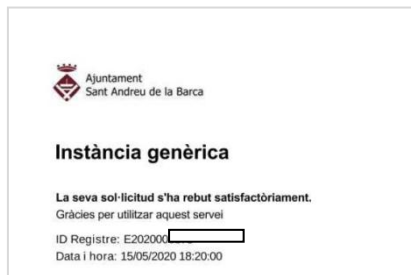 Ajuntament
Sant Andreu de la Barca
Instància genèrica
La seva sol·licitud s'ha rebut satisfactòriament.
Gràcies per utilitzar aquest servei
ID Registre: E202000
Data i hora: 15/05/2020 18:20:00